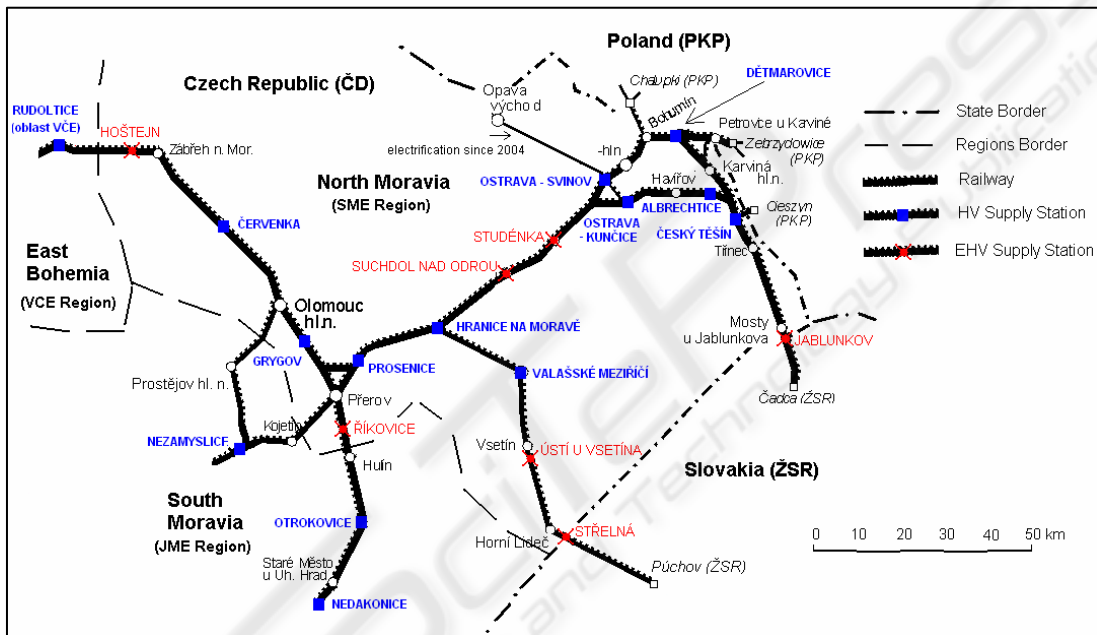 Poland (PKP)
Czech Republic (ČD)
Chalupki (PKP)
DĚTMAROVICE
Opava
východ
State Border
RUDOLTICE
(oblast VČE)
HOŠTEJN
Bohumín
Petrovice u Karviné
Zebrzydowice
(PKP)
Zábřeh n. Mor.
electrification since 2004
-hl.n
Karviná
hl.n.
Regions Border
North Moravia
(SME Region)
OSTRAVA - SVINOV
Havířov
Railway
ČERVENKA
OSTRAVA
- KUNČICE
ALBRECHTICE
Cieszyn
(PKP)
HV Supply Station
East
Bohemia
(VCE Region)
STUDÉNKA
ČESKÝ TĚŠÍN
Třinec
EHV Supply Station
SUCHDOL NAD ODROU
Olomouc
hl.n.
HRANICE NA MORAVĚ
Mosty
u Jablunkova
JABLUNKOV
GRYGOV
PROSENICE
VALAŠSKÉ MEZIŘÍČÍ
Prostějov hl. n.
Přerov
Čadca (ŽSR)
Kojetín
ŘÍKOVICE
NEZAMYSLICE
Vsetín
ÚSTÍ U VSETÍNA
Hulín
Slovakia (ŽSR)
South
Moravia
(JME Region)
OTROKOVICE
Horní Lideč
STŘELNÁ
0 10 20 30 40 50 km
Staré Město
u Uh. Hrad.
Púchov (ŽSR)
NEDAKONICE